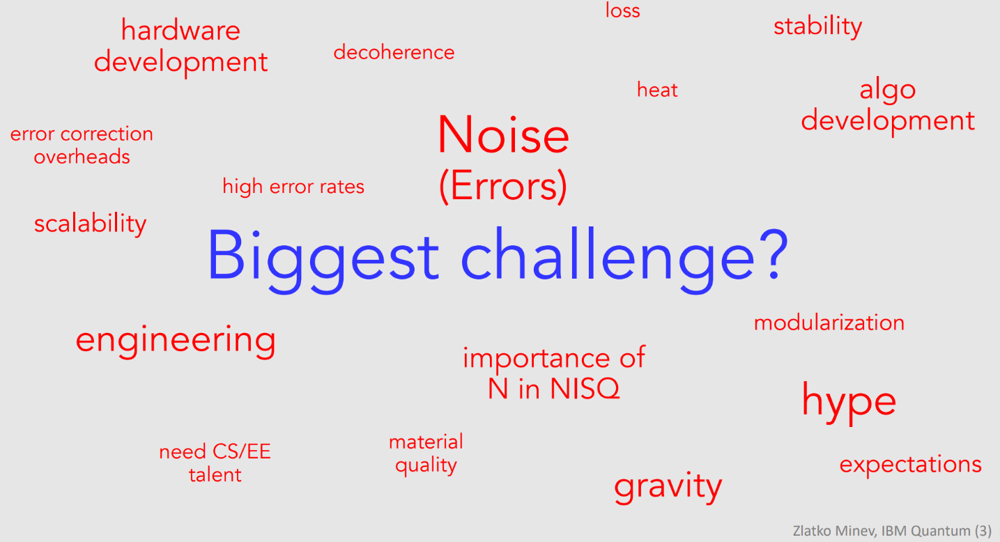 loss
hardware
development
stability
decoherence
heat
algo
development
Noise
(Errors)
error correction
overheads
high error rates
scalability
Biggest challenge?
engineering
modularization
importance of
N in NISQ
hype
need CS/EE
talent
material
quality
expectations
gravity
Zlatko Minev, IBM Quantum (3)